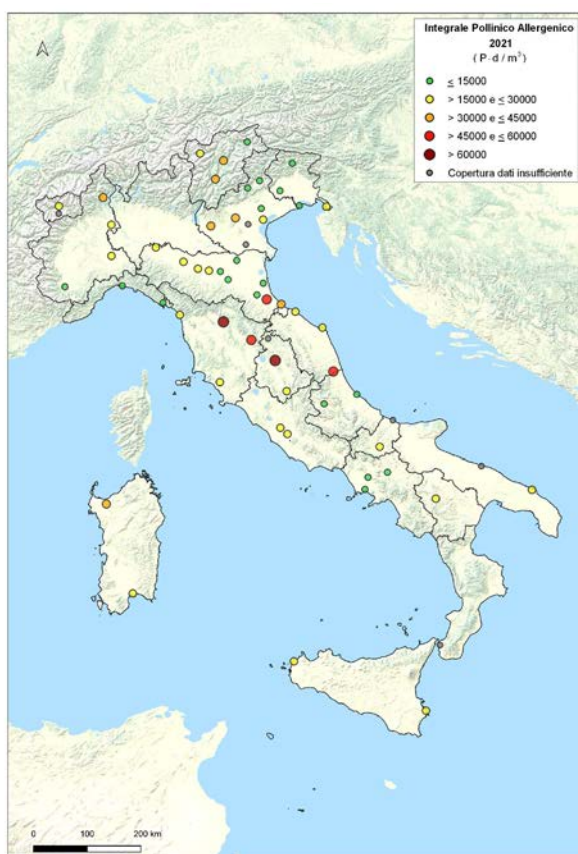 Integrale Pollinico Allergenico
2021
( P·d / m³ )
≤ 15000
> 15000 e ≤ 30000
> 30000 e ≤ 45000
> 45000 e ≤ 60000
> 60000
Copertura dati insufficiente
0 100 200 km